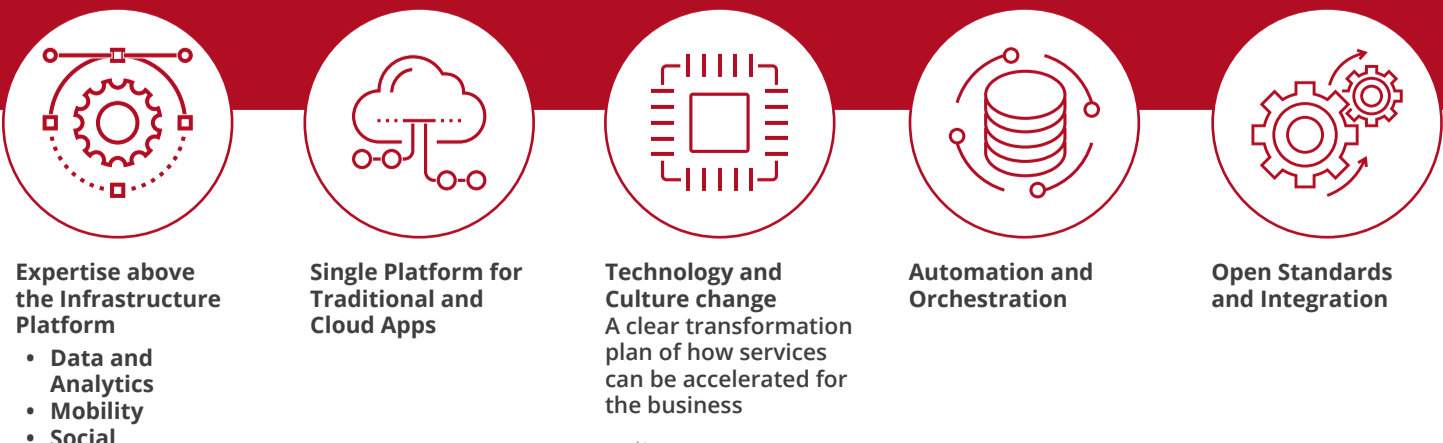 Expertise above
the Infrastructure
Platform
• Data and
Analytics
• Mobility
• Social
Single Platform for
Traditional and
Cloud Apps
Technology and
Culture change
A clear transformation
plan of how services
can be accelerated for
the business
Automation and
Orchestration
Open Standards
and Integration